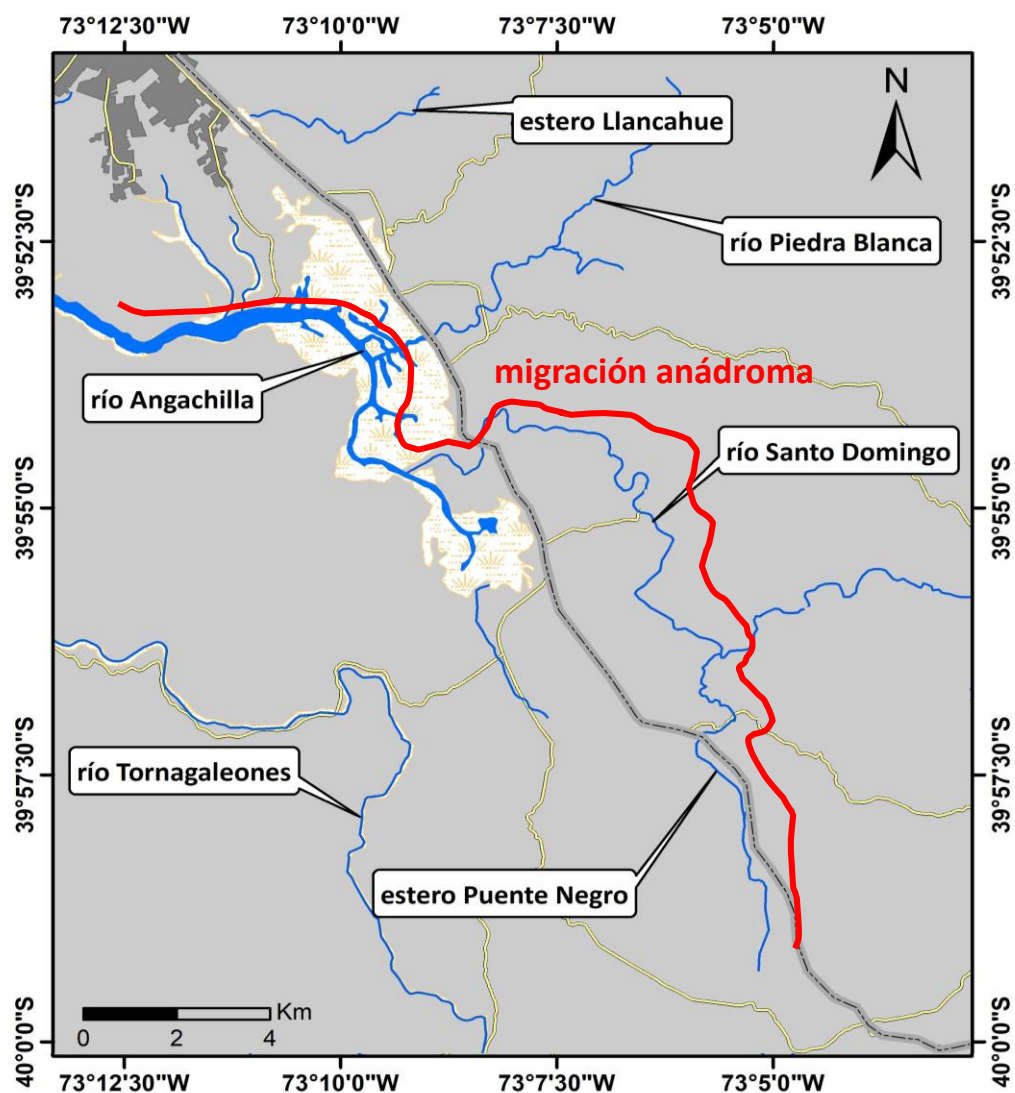 73°12'30"W 73°10'0"W 73°7'30"W 73°5'0"W
N
estero Llancahue
río Piedra Blanca
39°52'30"S 39°52'30"S
migración anádroma
río Angachilla
río Santo Domingo
39°55'0"S 39°55'0"S
río Tornagaleones
39°57'30"S 39°57'30"S
estero Puente Negro
Km
0 2 4
40°0'0"S 40°0'0"S
73°12'30"W 73°10'0"W 73°7'30"W 73°5'0"W